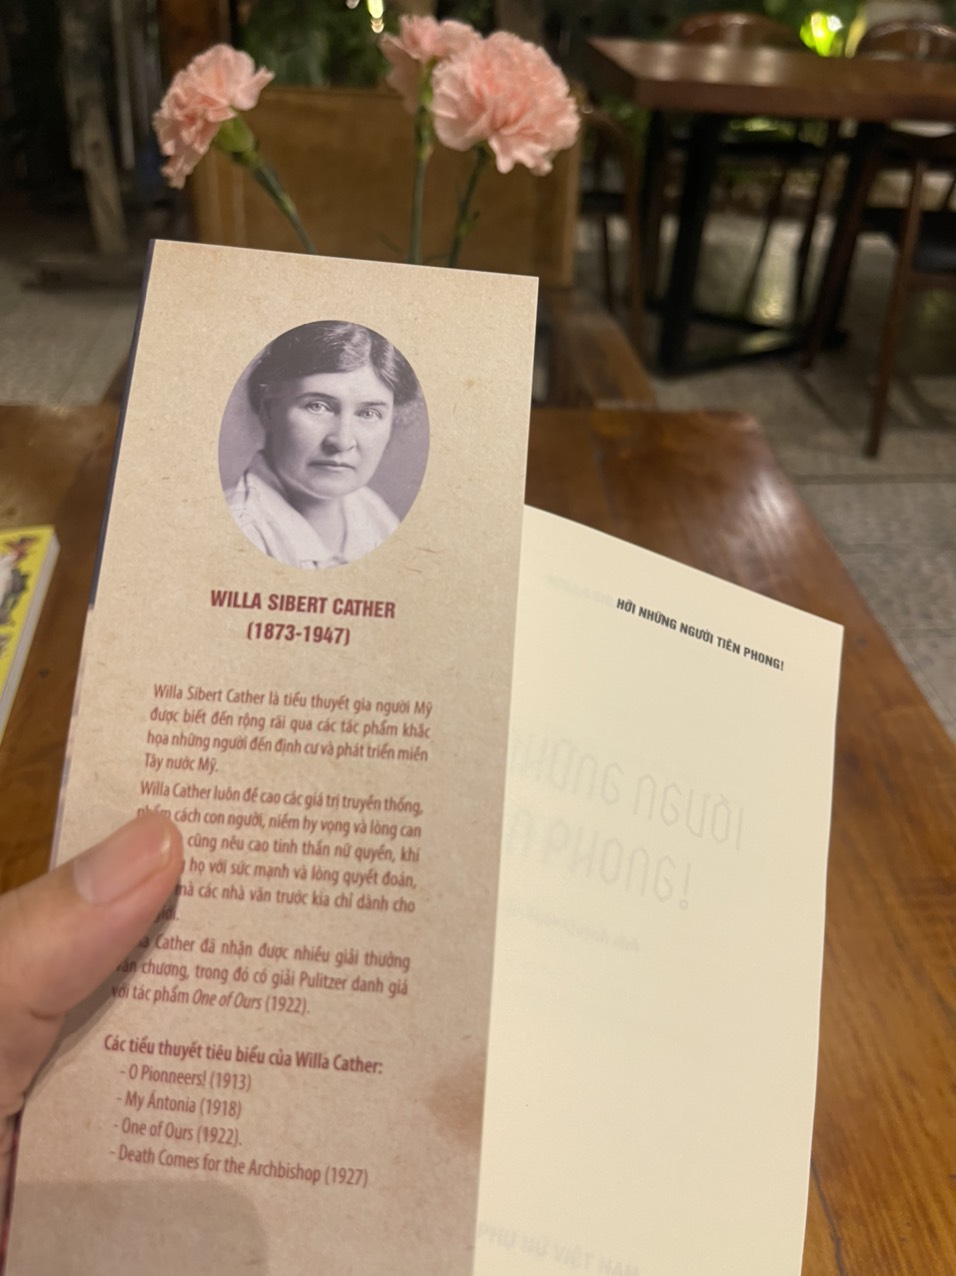 WILLA SIBERT CATHER
(1873-1947)
Willa Sibert Cather là tiểu thuyết gia người Mỹ
được biết đến rộng rãi qua các tác phẩm khắc
họa những người đến định cư và phát triển miền
Tây nước Mỹ.
Willa Cather luôn đề cao các giá trị truyền thống,
cách con người, niềm hy vọng và lòng can
cũng nêu cao tinh thần nữ quyền, khi
họ với sức mạnh và lòng quyết đoán,
mà các nhà văn trước kia chỉ dành cho
Cather đã nhận được nhiều giải thưởng
văn chương, trong đó có giải Pulitzer danh giá
với tác phẩm One of Ours (1922).
Các tiểu thuyết tiêu biểu của Willa Cather:
- O Pionneers! (1913)
- My Ántonia (1918)
- One of Ours (1922).
- Death Comes for the Archbishop (1927)
HỠI NHỮNG NGƯỜI TIÊN PHONG!